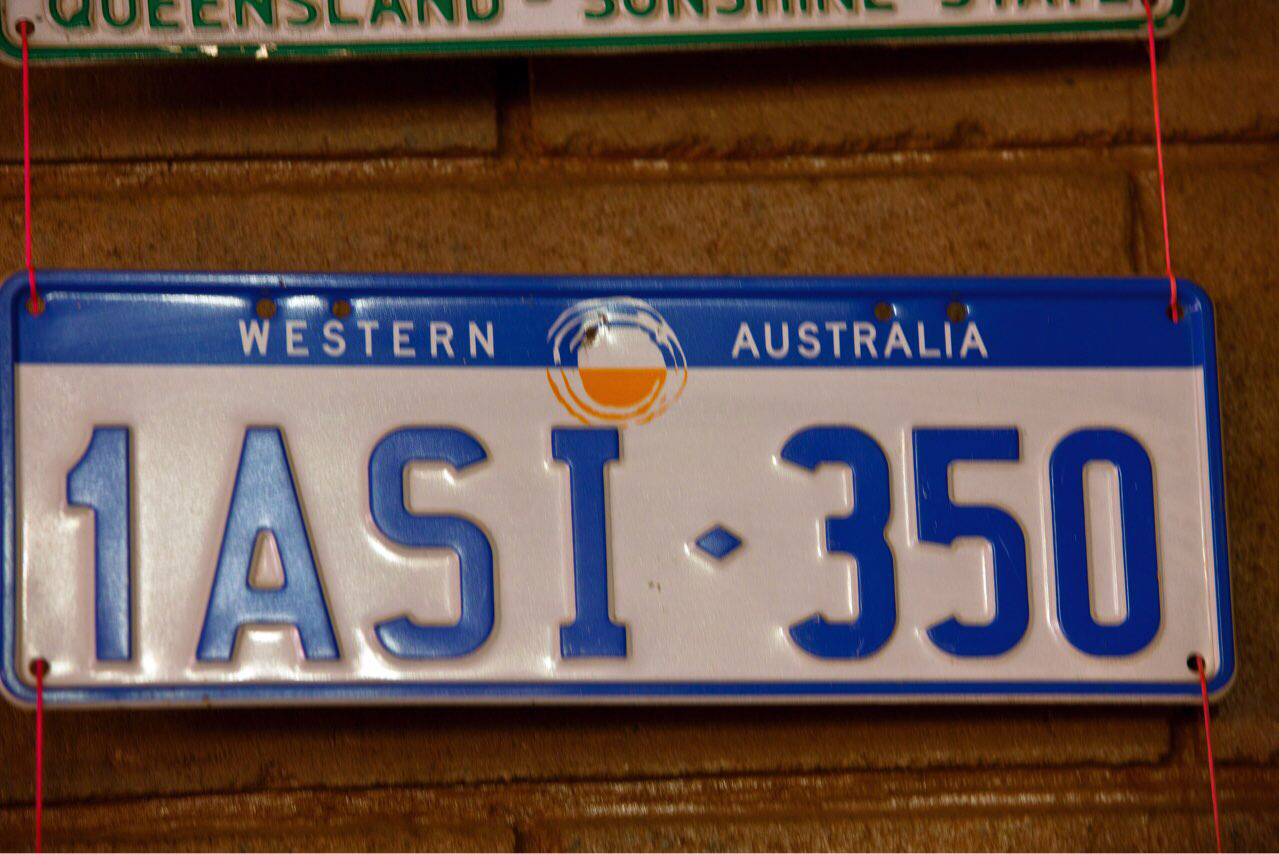 QUEENSLAND - SUNSHINE STATE
WESTERN AUSTRALIA
1ASI·350